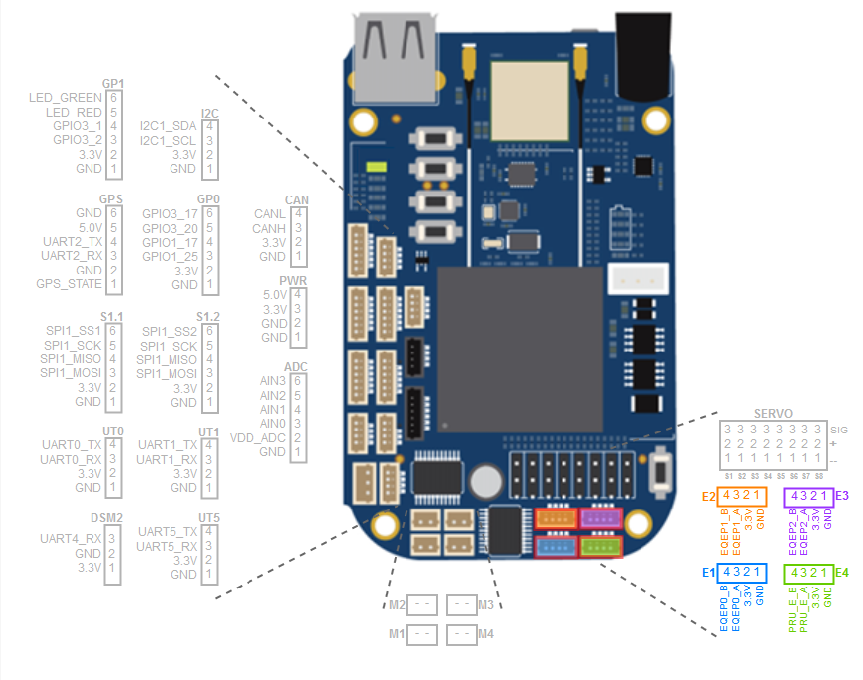 GP1
LED_GREEN 6
LED_RED 5
GPIO3_1 4
GPIO3_2 3
3.3V 2
GND 1
I2C
I2C1_SDA 4
I2C1_SCL 3
3.3V 2
GND 1
GPS
GND 6
5.0V 5
UART2_TX 4
UART2_RX 3
GND 2
GPS_STATE 1
GP0
GPIO3_17 6
GPIO3_20 5
GPIO1_17 4
GPIO1_25 3
3.3V 2
GND 1
CAN
CANL 4
CANH 3
3.3V 2
GND 1
PWR
5.0V 4
3.3V 3
GND 2
GND 1
S1.1
SPI1_SS1 6
SPI1_SCK 5
SPI1_MISO 4
SPI1_MOSI 3
3.3V 2
GND 1
S1.2
SPI1_SS2 6
SPI1_SCK 5
SPI1_MISO 4
SPI1_MOSI 3
3.3V 2
GND 1
ADC
AIN3 6
AIN2 5
AIN1 4
AIN0 3
VDD_ADC 2
GND 1
UT0
UART0_TX 4
UART0_RX 3
3.3V 2
GND 1
UT1
UART1_TX 4
UART1_RX 3
3.3V 2
GND 1
DSM2
UART4_RX 3
GND 2
3.3V 1
UT5
UART5_TX 4
UART5_RX 3
3.3V 2
GND 1
M2 - - - - M3
M1 - - - - M4
SERVO
3 3 3 3 3 3 3 3 SIG
2 2 2 2 2 2 2 2 +
1 1 1 1 1 1 1 1 --
S1 S2 S3 S4 S5 S6 S7 S8
E2 4 3 2 1
EQEP1_B
EQEP1_A
3.3V
GND
4 3 2 1 E3
EQEP2_B
EQEP2_A
3.3V
GND
E1 4 3 2 1
EQEP0_B
EQEP0_A
3.3V
GND
4 3 2 1 E4
PRU_E_B
PRU_E_A
3.3V
GND